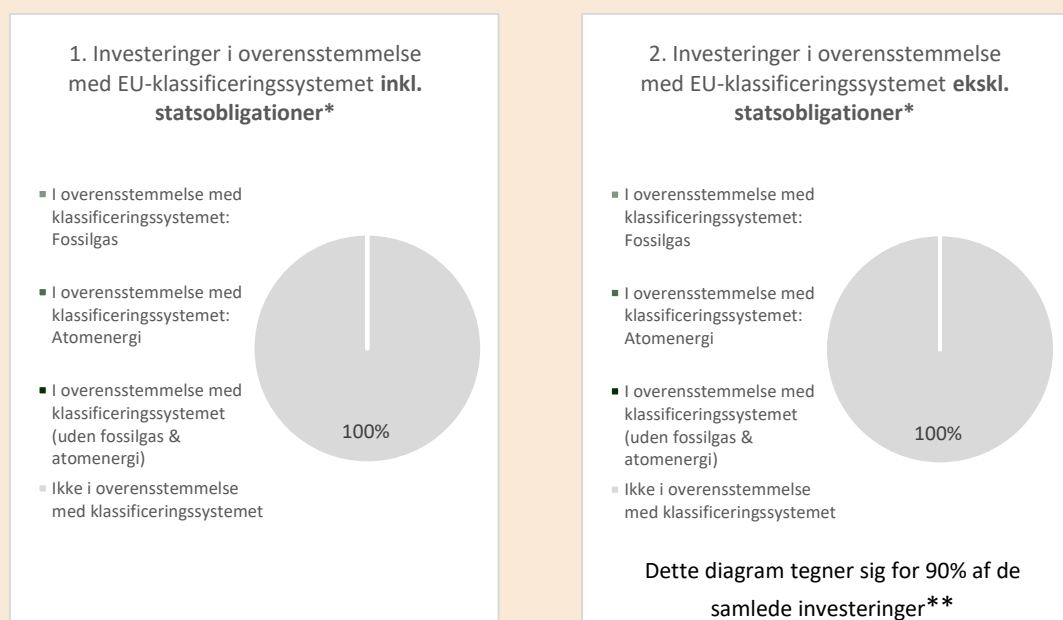 1. Investeringer i overensstemmelse
med EU-klassificeringssystemet inkl.
statsobligationer*
I overensstemmelse med
klassificeringssystemet:
Fossilgas
I overensstemmelse med
klassificeringssystemet:
Atomenergi
I overensstemmelse med
klassificeringssystemet
(uden fossilgas &
atomenergi)
Ikke i overensstemmelse
med klassificeringssystemet
100%
2. Investeringer i overensstemmelse
med EU-klassificeringssystemet ekskl.
statsobligationer*
I overensstemmelse med
klassificeringssystemet:
Fossilgas
I overensstemmelse med
klassificeringssystemet:
Atomenergi
I overensstemmelse med
klassificeringssystemet
(uden fossilgas &
atomenergi)
Ikke i overensstemmelse
med klassificeringssystemet
100%
Dette diagram tegner sig for 90% af de
samlede investeringer**